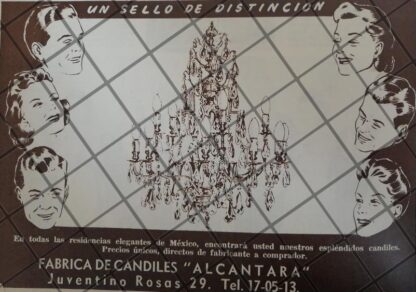 UN SELLO DE DISTINCION
En todas las residencias elegantes de México, encontrará usted nuestros espléndidos candiles.
Precios únicos, directos de fabricante a comprador.
FABRICA DE CANDILES "ALCANTARA"
Juventino Rosas 29. Tel. 17-05-13.